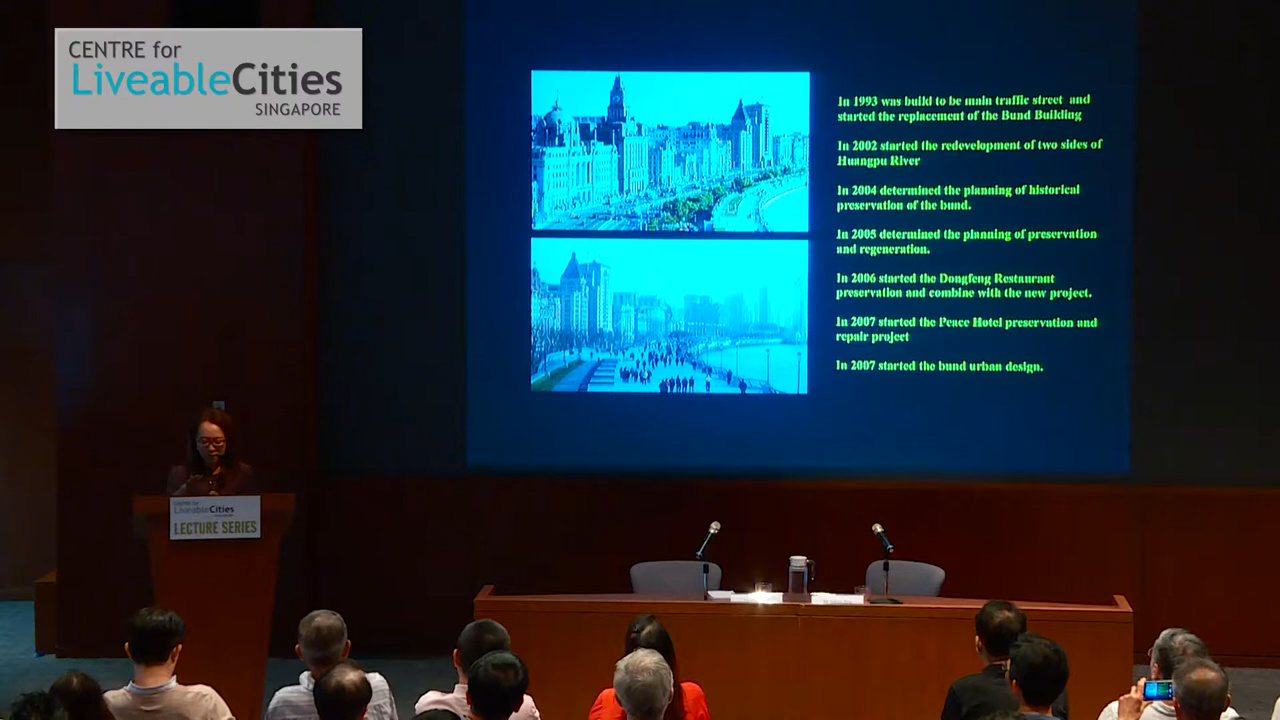 CENTRE for
LiveableCities
SINGAPORE
In 1993 was build to be main traffic street and
started the replacement of the Bund Building
In 2002 started the redevelopment of two sides of
Huangpu River
In 2004 determined the planning of historical
preservation of the bund.
In 2005 determined the planning of preservation
and regeneration.
In 2006 started the Dongfeng Restaurant
preservation and combine with the new project.
In 2007 started the Peace Hotel preservation and
repair project
In 2007 started the bund urban design.
CENTRE for
LiveableCities
LECTURE SERIES